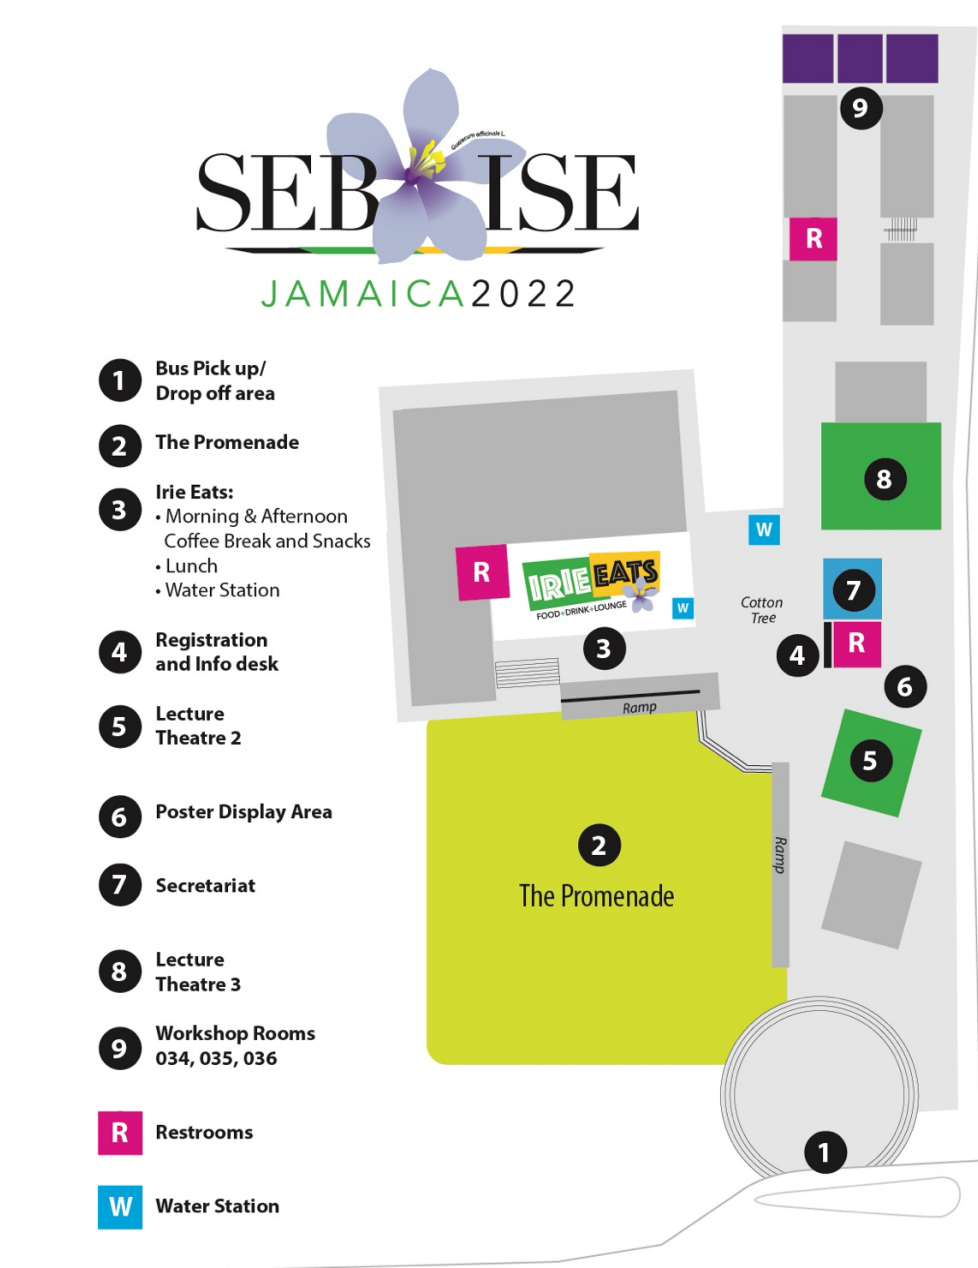 Guaiacum officinale L.
SEB ISE
JAMAICA2022
1
Bus Pick up/
Drop off area
2
The Promenade
3
Irie Eats:
• Morning & Afternoon
Coffee Break and Snacks
• Lunch
• Water Station
4
Registration
and Info desk
5
Lecture
Theatre 2
6
Poster Display Area
7
Secretariat
8
Lecture
Theatre 3
9
Workshop Rooms
034, 035, 036
R
Restrooms
W
Water Station
9
R
8
W
R
IRIE EATS
FOOD+DRINK+LOUNGE
W
7
Cotton
Tree
3
4
R
6
Ramp
5
2
The Promenade
Ramp
1